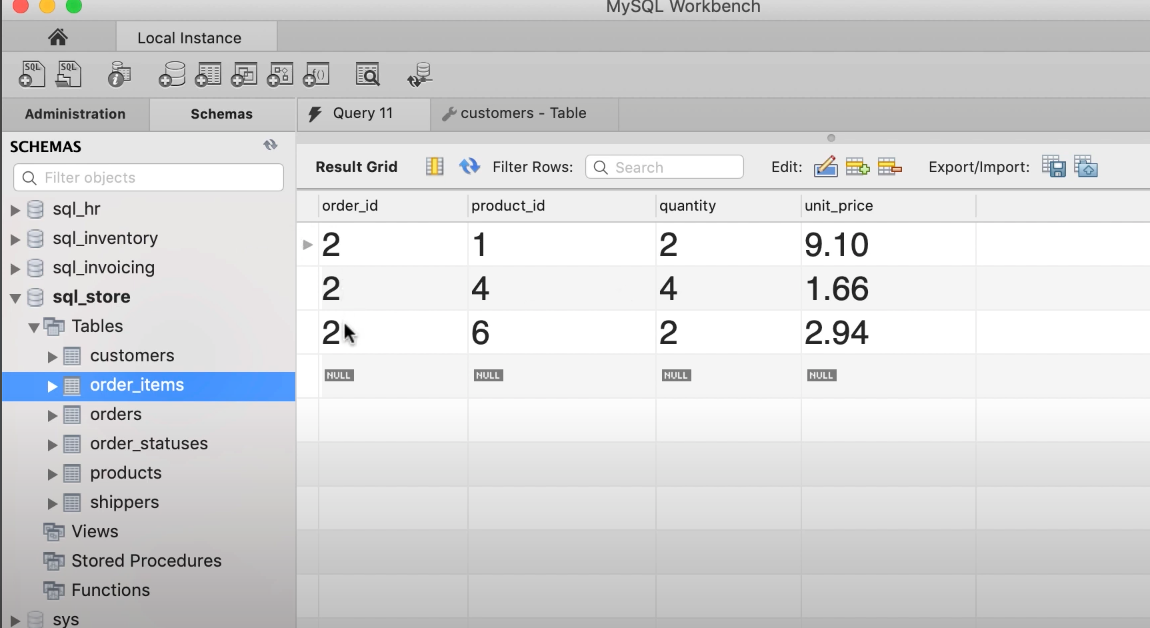 MySQL Workbench
Local Instance
SQL SQL
Administration Schemas Query 11 customers - Table
SCHEMAS
Filter objects
Result Grid Filter Rows: Search Edit: Export/Import:
order_id product_id quantity unit_price
2 1 2 9.10
2 4 4 1.66
2 6 2 2.94
NULL NULL NULL NULL
sql_hr
sql_inventory
sql_invoicing
sql_store
Tables
customers
order_items
orders
order_statuses
products
shippers
Views
Stored Procedures
Functions
sys